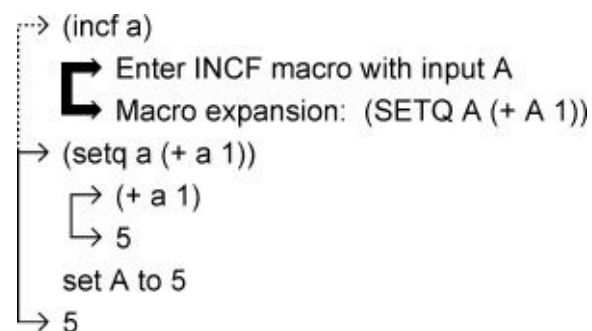 (incf a)
Enter INCF macro with input A
Macro expansion: (SETQ A (+ A 1))
(setq a (+ a 1))
(+ a 1)
5
set A to 5
5